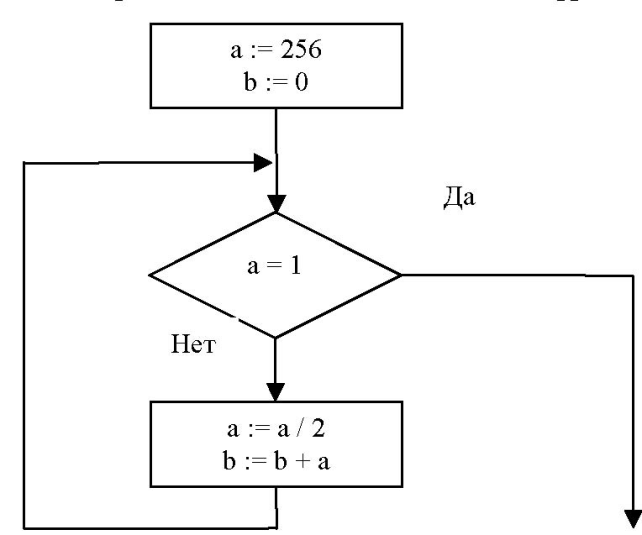 a := 256
b := 0
Да
a = 1
Нет
a := a / 2
b := b + a